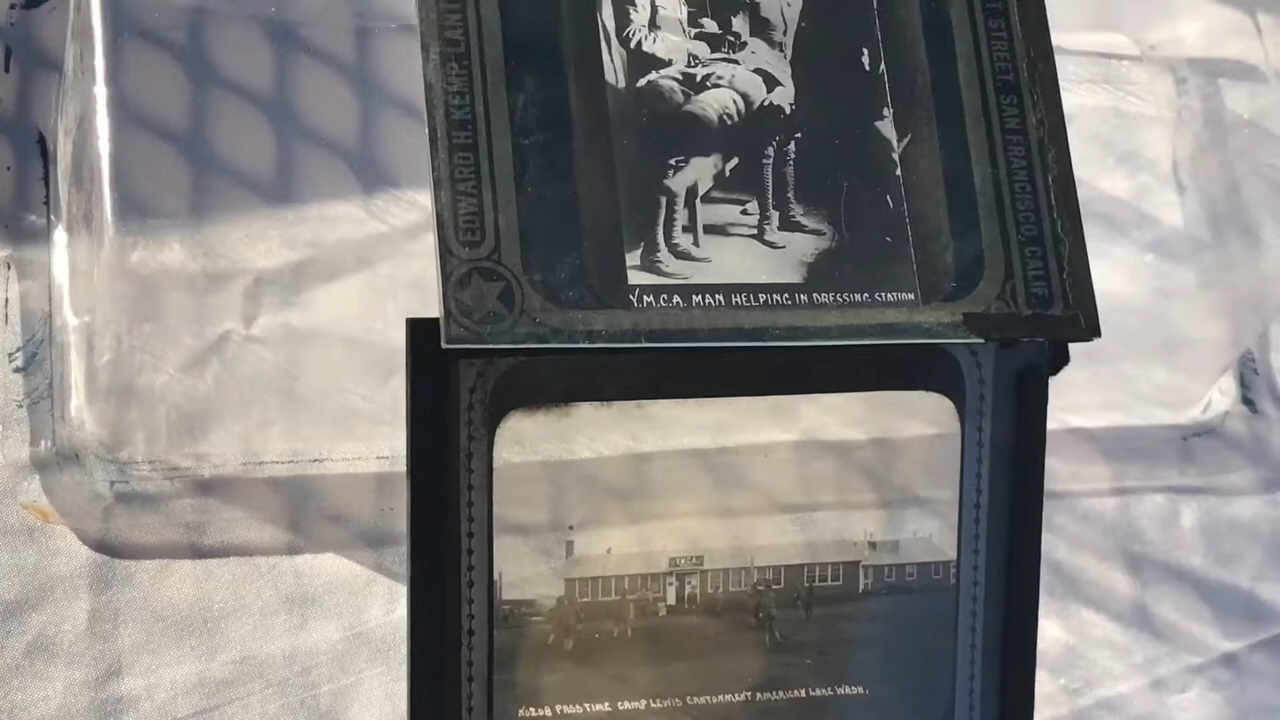 EDWARD H. KEMP, LANT
T STREET, SAN FRANCISCO, CALIF.
Y.M.C.A. MAN HELPING IN DRESSING STATION
Y.M.C.A.
No208 PASSTIME CAMP LEWIS CANTONMENT AMERICAN LAKE WASH.